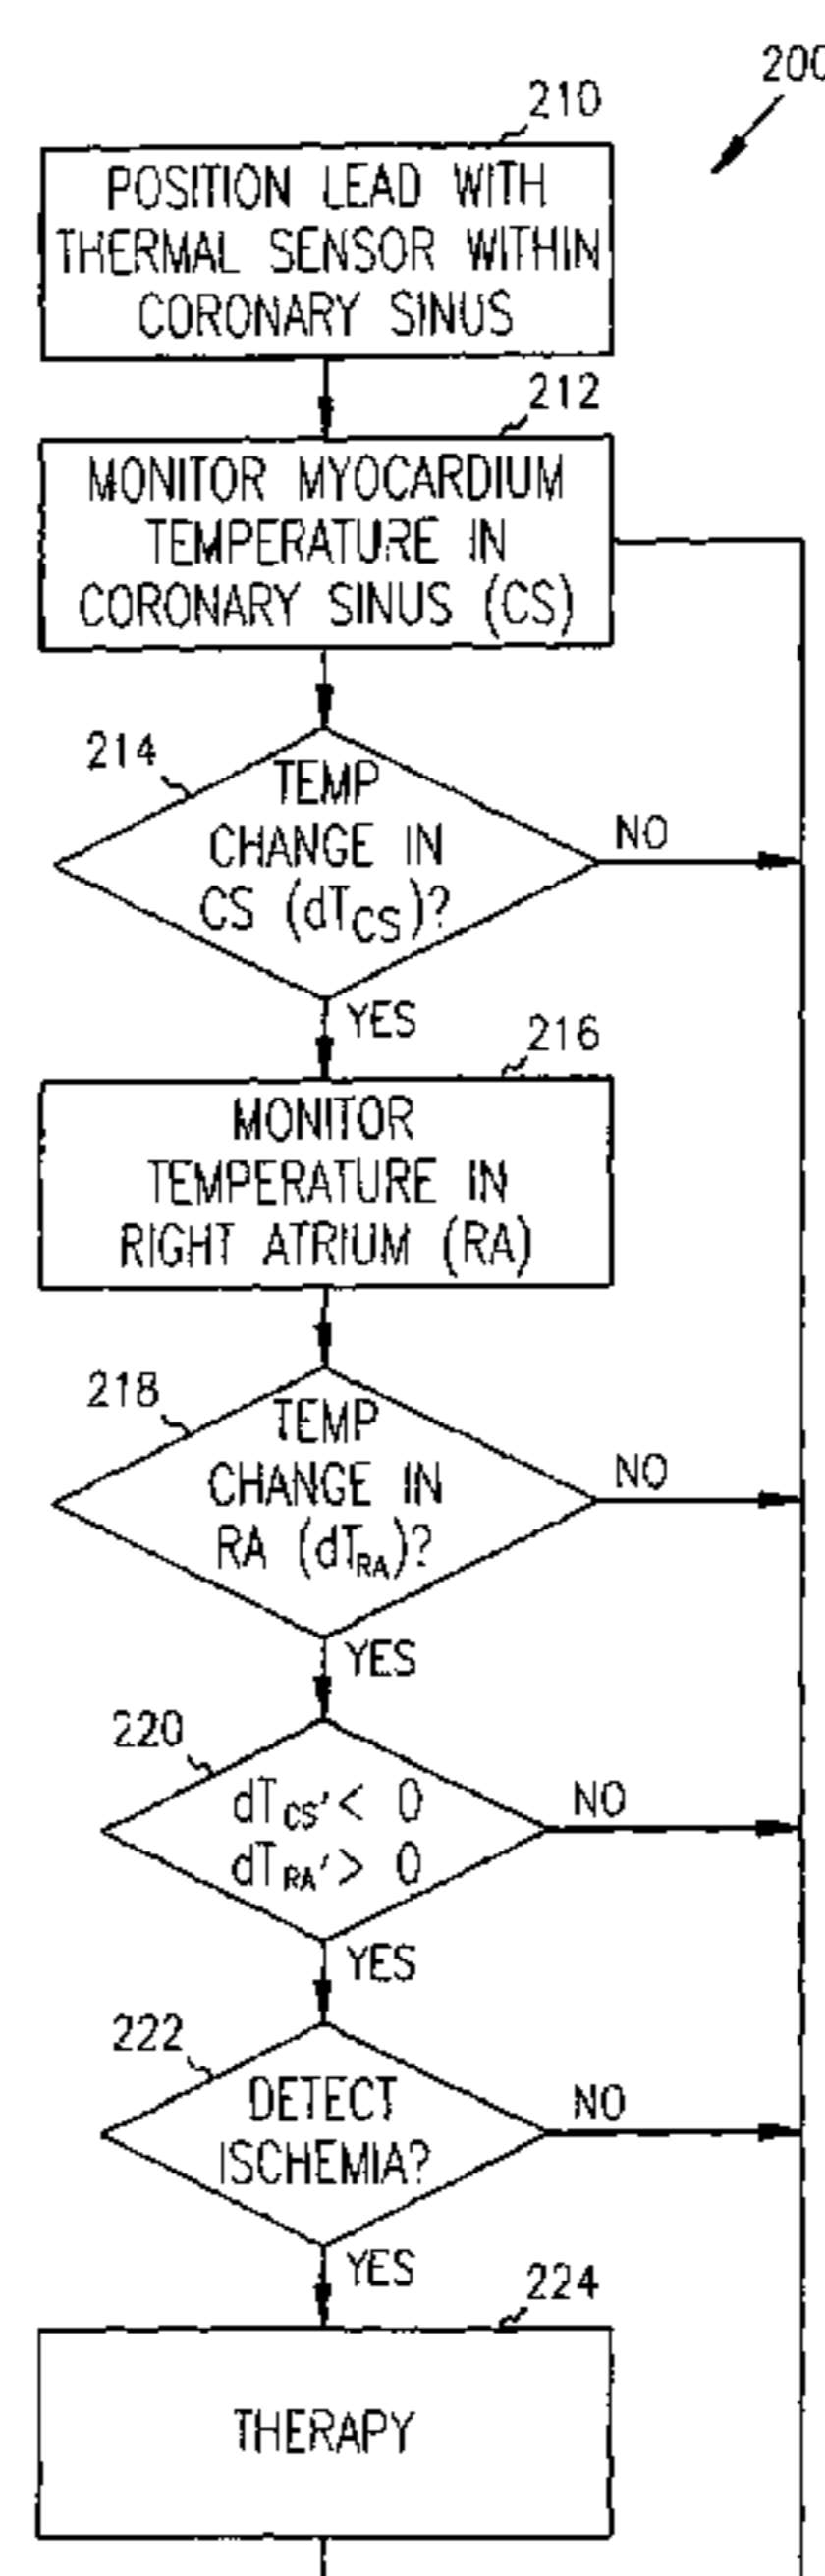 200
210
POSITION LEAD WITH
THERMAL SENSOR WITHIN
CORONARY SINUS
212
MONITOR MYOCARDIUM
TEMPERATURE IN
CORONARY SINUS (CS)
214
TEMP
CHANGE IN
CS (dTCS)?
NO
YES
216
MONITOR
TEMPERATURE IN
RIGHT ATRIUM (RA)
218
TEMP
CHANGE IN
RA (dTRA)?
NO
YES
220
dTCS'< 0
dTRA'> 0
NO
YES
222
DETECT
ISCHEMIA?
NO
YES
224
THERAPY